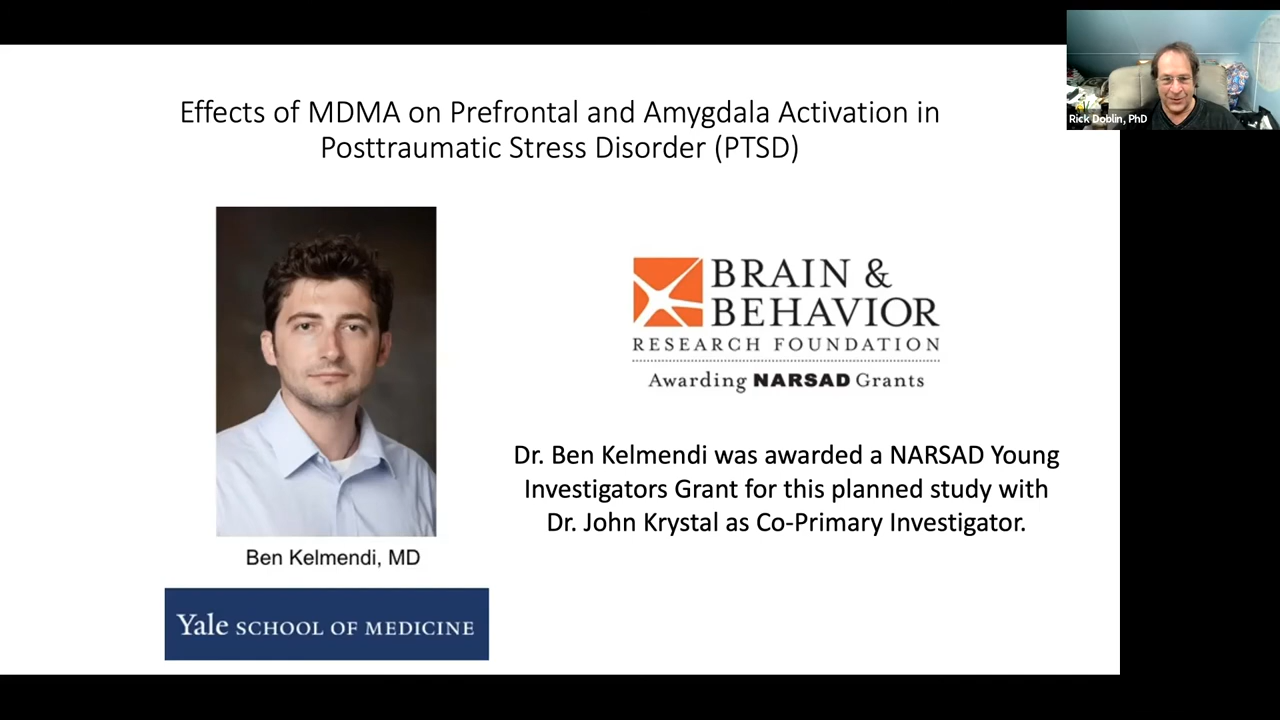 Effects of MDMA on Prefrontal and Amygdala Activation in
Posttraumatic Stress Disorder (PTSD)
Rick Doblin, PhD
BRAIN &
BEHAVIOR
RESEARCH FOUNDATION
Awarding NARSAD Grants
Dr. Ben Kelmendi was awarded a NARSAD Young
Investigators Grant for this planned study with
Dr. John Krystal as Co-Primary Investigator.
Ben Kelmendi, MD
Yale SCHOOL OF MEDICINE